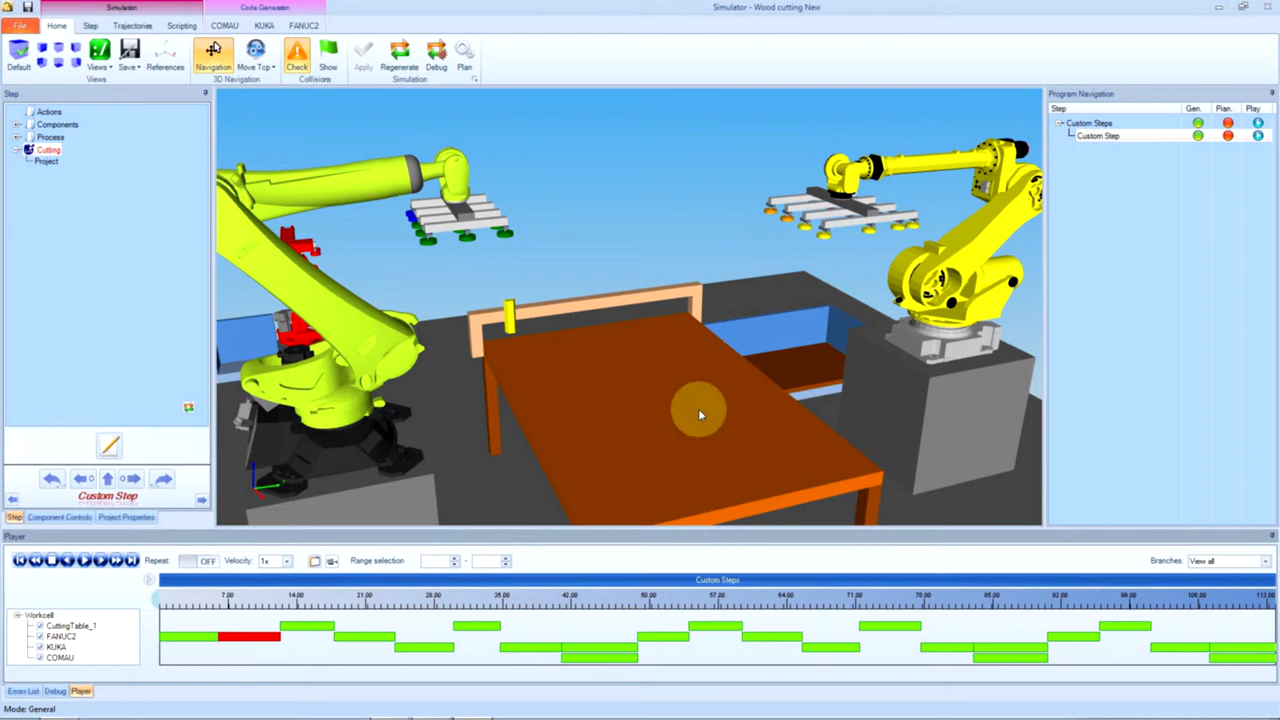 Simulation
Code Generation
Simulator - Wood cutting New
File
Home
Step
Trajectories
Scripting
COMAU
KUKA
FANUC2
Default
Views
Save
References
Navigation
Move Tcp
Check
Show
Apply
Regenerate
Debug
Plan
Views
3D Navigation
Collisions
Simulation
Step
Actions
Components
Process
Cutting
Project
Custom Step
Step
Component Controls
Project Properties
Program Navigation
Step
Gen.
Pian.
Play
Custom Steps
Custom Step
Player
Repeat:
OFF
Velocity:
1x
Range selection
-
Branches:
View all
Custom Steps
7.00
14.00
21.00
28.00
35.00
42.00
50.00
57.00
64.00
71.00
78.00
85.00
92.00
99.00
106.00
113.00
Workcell
CuttingTable_1
FANUC2
KUKA
COMAU
Errors List
Debug
Player
Mode: General